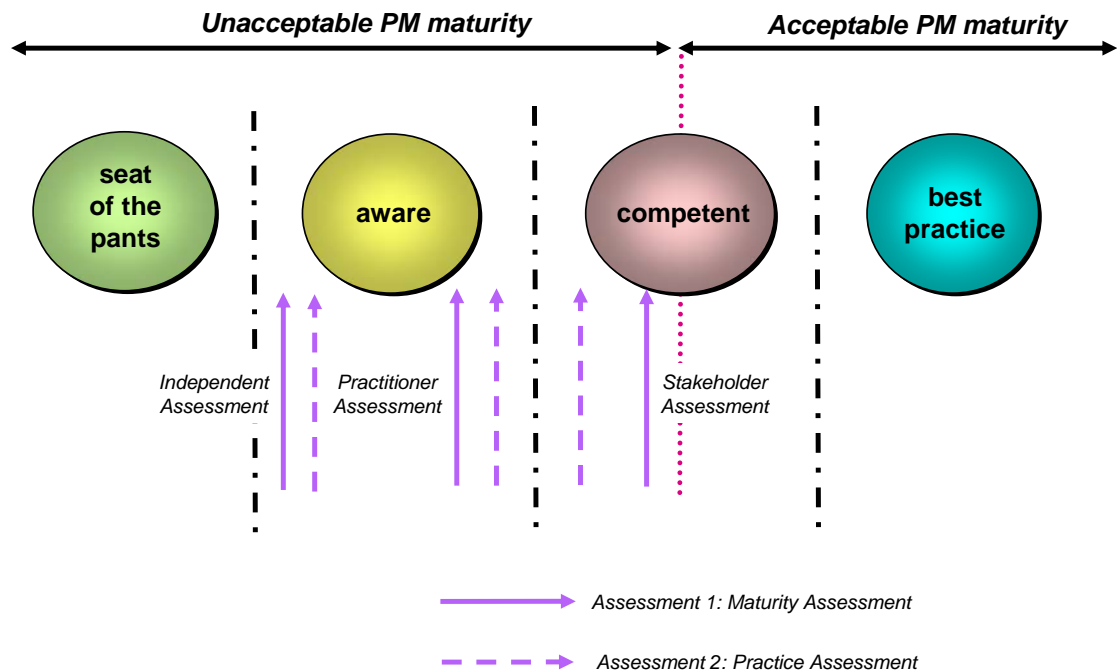 Unacceptable PM maturity
Acceptable PM maturity
seat
of the
pants
aware
competent
best
practice
Independent
Assessment
Practitioner
Assessment
Stakeholder
Assessment
Assessment 1: Maturity Assessment
Assessment 2: Practice Assessment